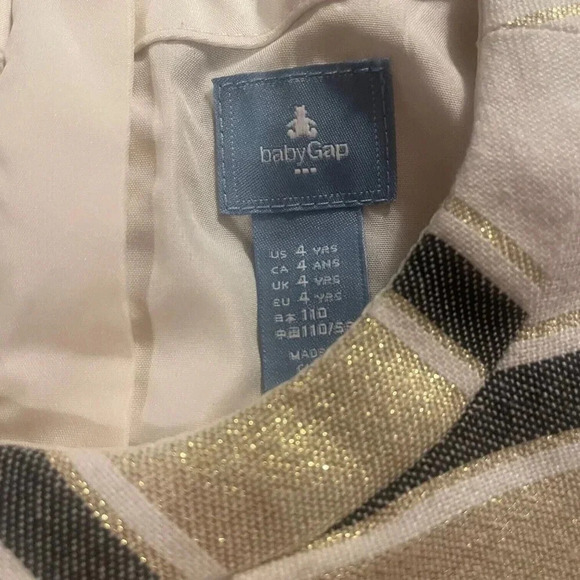 babyGap
US 4 YRS
CA 4 ANS
UK 4 YRS
EU 4 YRS
日本 110
中国 110/5
MADE